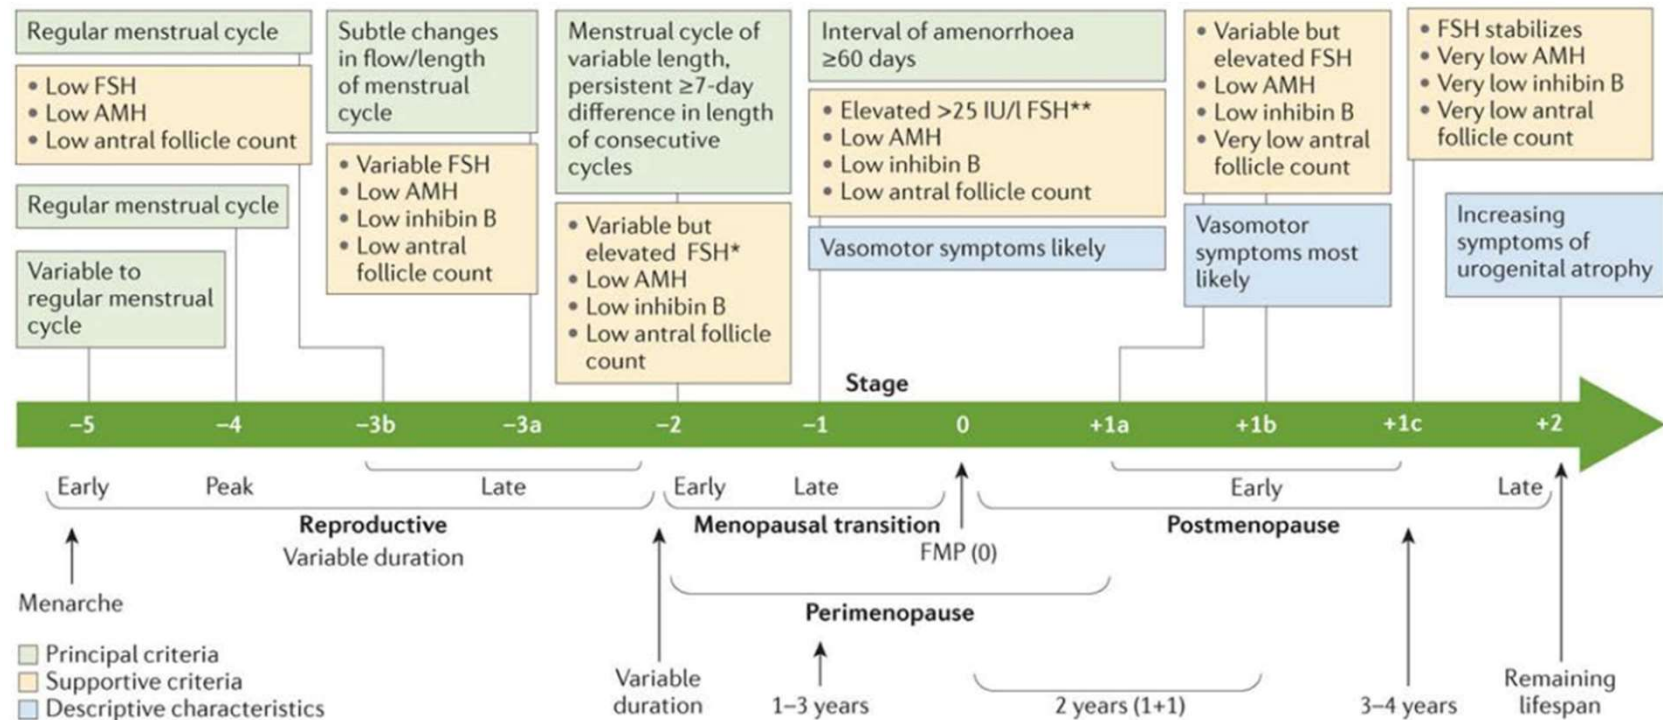 Regular menstrual cycle
• Low FSH
• Low AMH
• Low antral follicle count
Regular menstrual cycle
Variable to
regular menstrual
cycle
Subtle changes
in flow/length
of menstrual
cycle
• Variable FSH
• Low AMH
• Low inhibin B
• Low antral
follicle count
Menstrual cycle of
variable length,
persistent ≥7-day
difference in length
of consecutive
cycles
• Variable but
elevated FSH*
• Low AMH
• Low inhibin B
• Low antral follicle
count
Interval of amenorrhoea
≥60 days
• Elevated >25 IU/l FSH**
• Low AMH
• Low inhibin B
• Low antral follicle count
Vasomotor symptoms likely
• Variable but
elevated FSH
• Low AMH
• Low inhibin B
• Very low antral
follicle count
Vasomotor
symptoms most
likely
• FSH stabilizes
• Very low AMH
• Very low inhibin B
• Very low antral
follicle count
Increasing
symptoms of
urogenital atrophy
Stage
–5 –4 –3b –3a –2 –1 0 +1a +1b +1c +2
Early Peak Late Early Late Early Late
Reproductive Menopausal transition Postmenopause
Variable duration
FMP (0)
Menarche
Perimenopause
Principal criteria
Supportive criteria
Descriptive characteristics
Variable
duration
1–3 years
2 years (1+1)
3–4 years
Remaining
lifespan